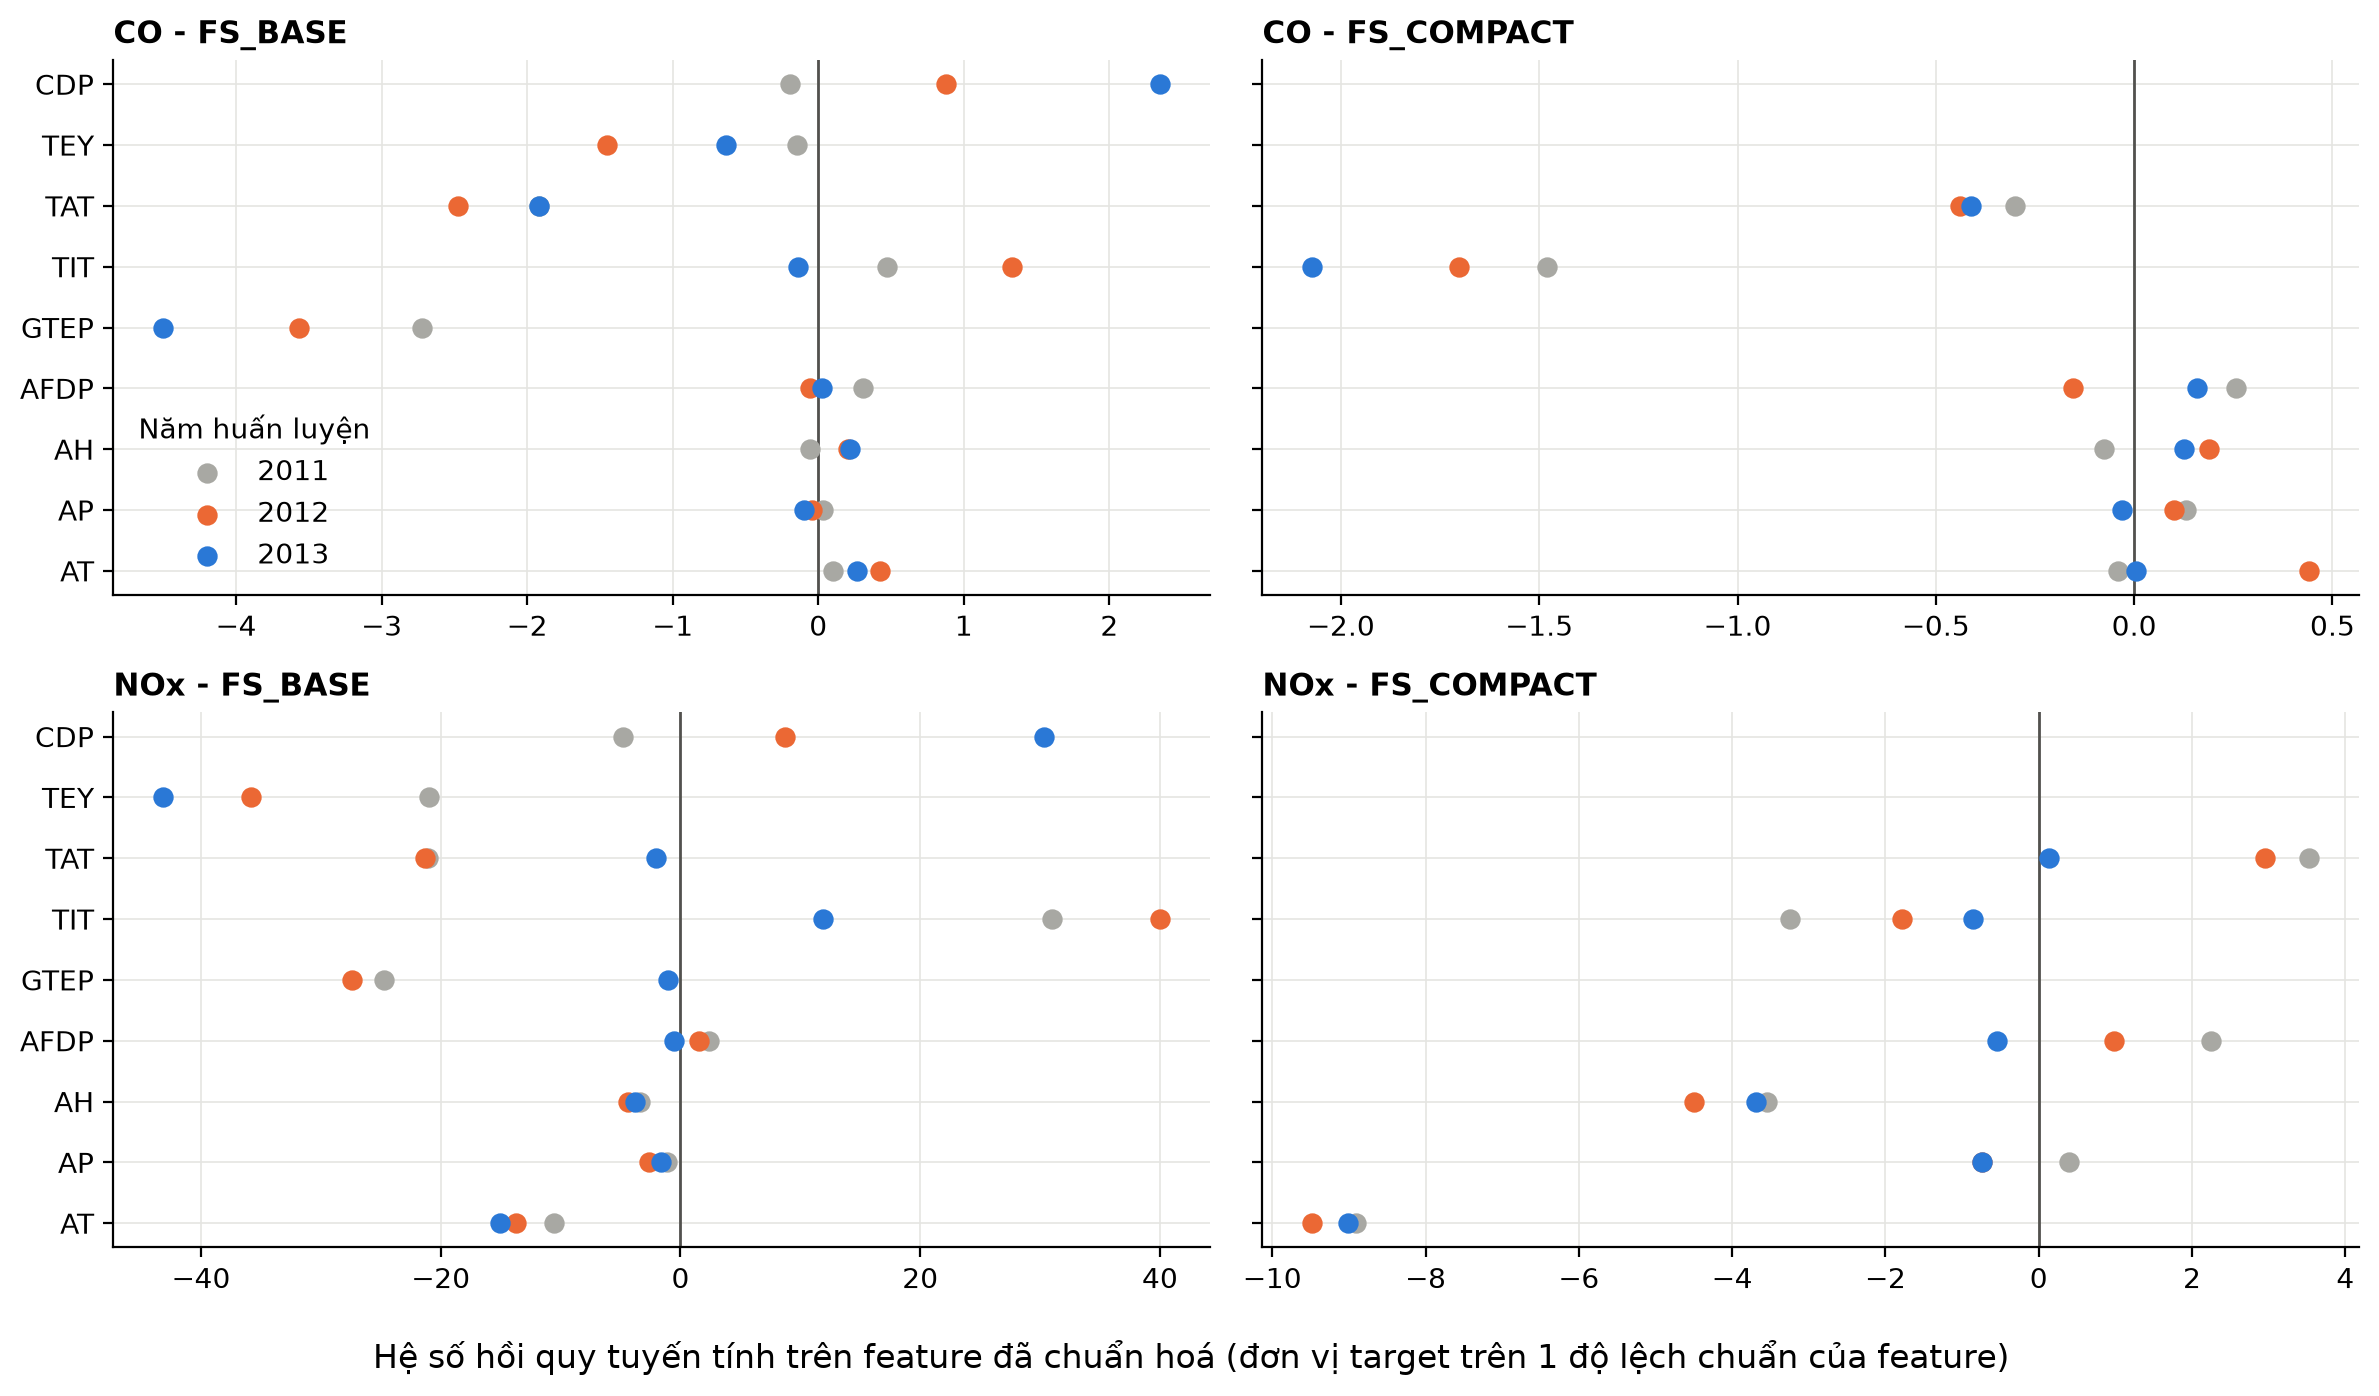 CO - FS_BASE
CDP
TEY
TAT
TIT
GTEP
AFDP
AH
AP
AT
Năm huấn luyện
2011
2012
2013
−4 −3 −2 −1 0 1 2
CO - FS_COMPACT
−2.0 −1.5 −1.0 −0.5 0.0 0.5
NOx - FS_BASE
CDP
TEY
TAT
TIT
GTEP
AFDP
AH
AP
AT
−40 −20 0 20 40
NOx - FS_COMPACT
−10 −8 −6 −4 −2 0 2 4
Hệ số hồi quy tuyến tính trên feature đã chuẩn hoá (đơn vị target trên 1 độ lệch chuẩn của feature)